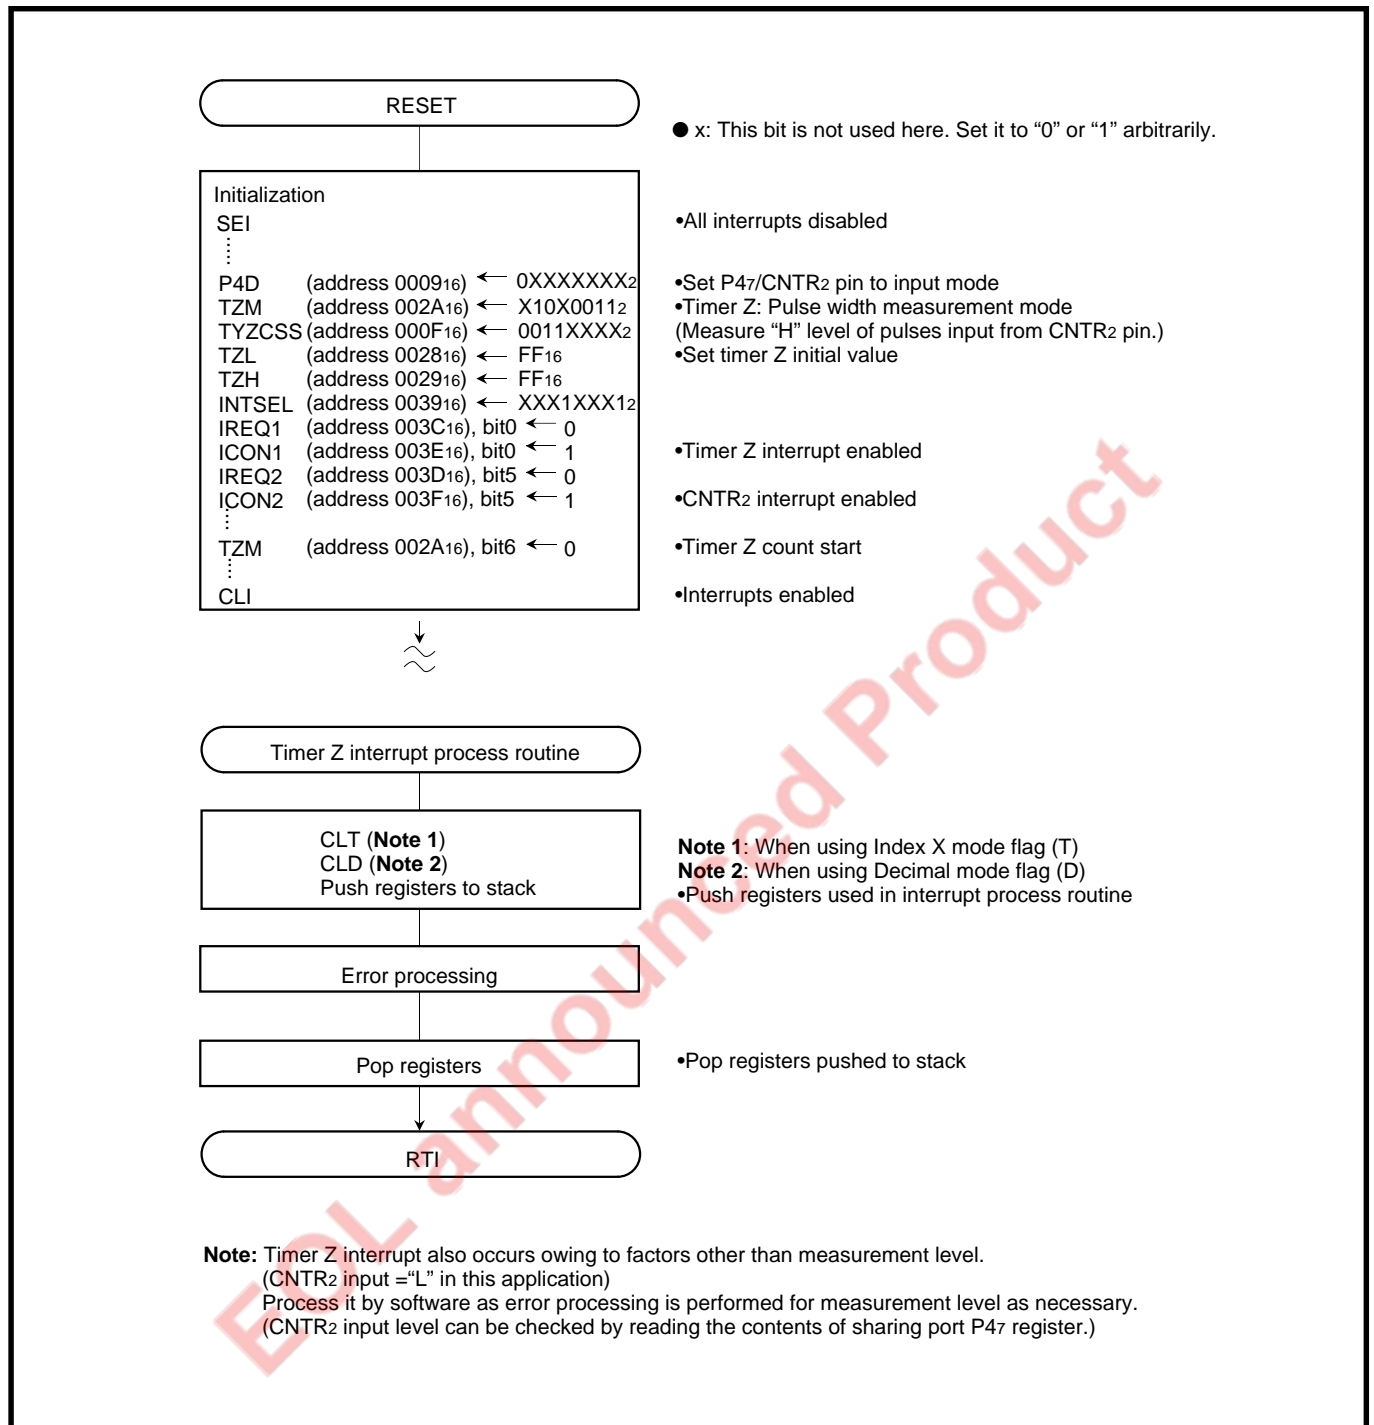 RESET
● x: This bit is not used here. Set it to “0” or “1” arbitrarily.
Initialization
SEI •All interrupts disabled
P4D (address 000916) ← 0XXXXXXX2 •Set P47/CNTR2 pin to input mode
TZM (address 002A16) ← X10X00112 •Timer Z: Pulse width measurement mode
TYZCSS (address 000F16) ← 0011XXXX2 (Measure “H” level of pulses input from CNTR2 pin.)
TZL (address 002816) ← FF16 •Set timer Z initial value
TZH (address 002916) ← FF16
INTSEL (address 003916) ← XXX1XXX12
IREQ1 (address 003C16), bit0 ← 0
ICON1 (address 003E16), bit0 ← 1 •Timer Z interrupt enabled
IREQ2 (address 003D16), bit5 ← 0
ICON2 (address 003F16), bit5 ← 1 •CNTR2 interrupt enabled
TZM (address 002A16), bit6 ← 0 •Timer Z count start
CLI •Interrupts enabled
Timer Z interrupt process routine
CLT (Note 1) Note 1: When using Index X mode flag (T)
CLD (Note 2) Note 2: When using Decimal mode flag (D)
Push registers to stack •Push registers used in interrupt process routine
Error processing
Pop registers •Pop registers pushed to stack
RTI
Note: Timer Z interrupt also occurs owing to factors other than measurement level.
(CNTR2 input =“L” in this application)
Process it by software as error processing is performed for measurement level as necessary.
(CNTR2 input level can be checked by reading the contents of sharing port P47 register.)
EOL announced Product